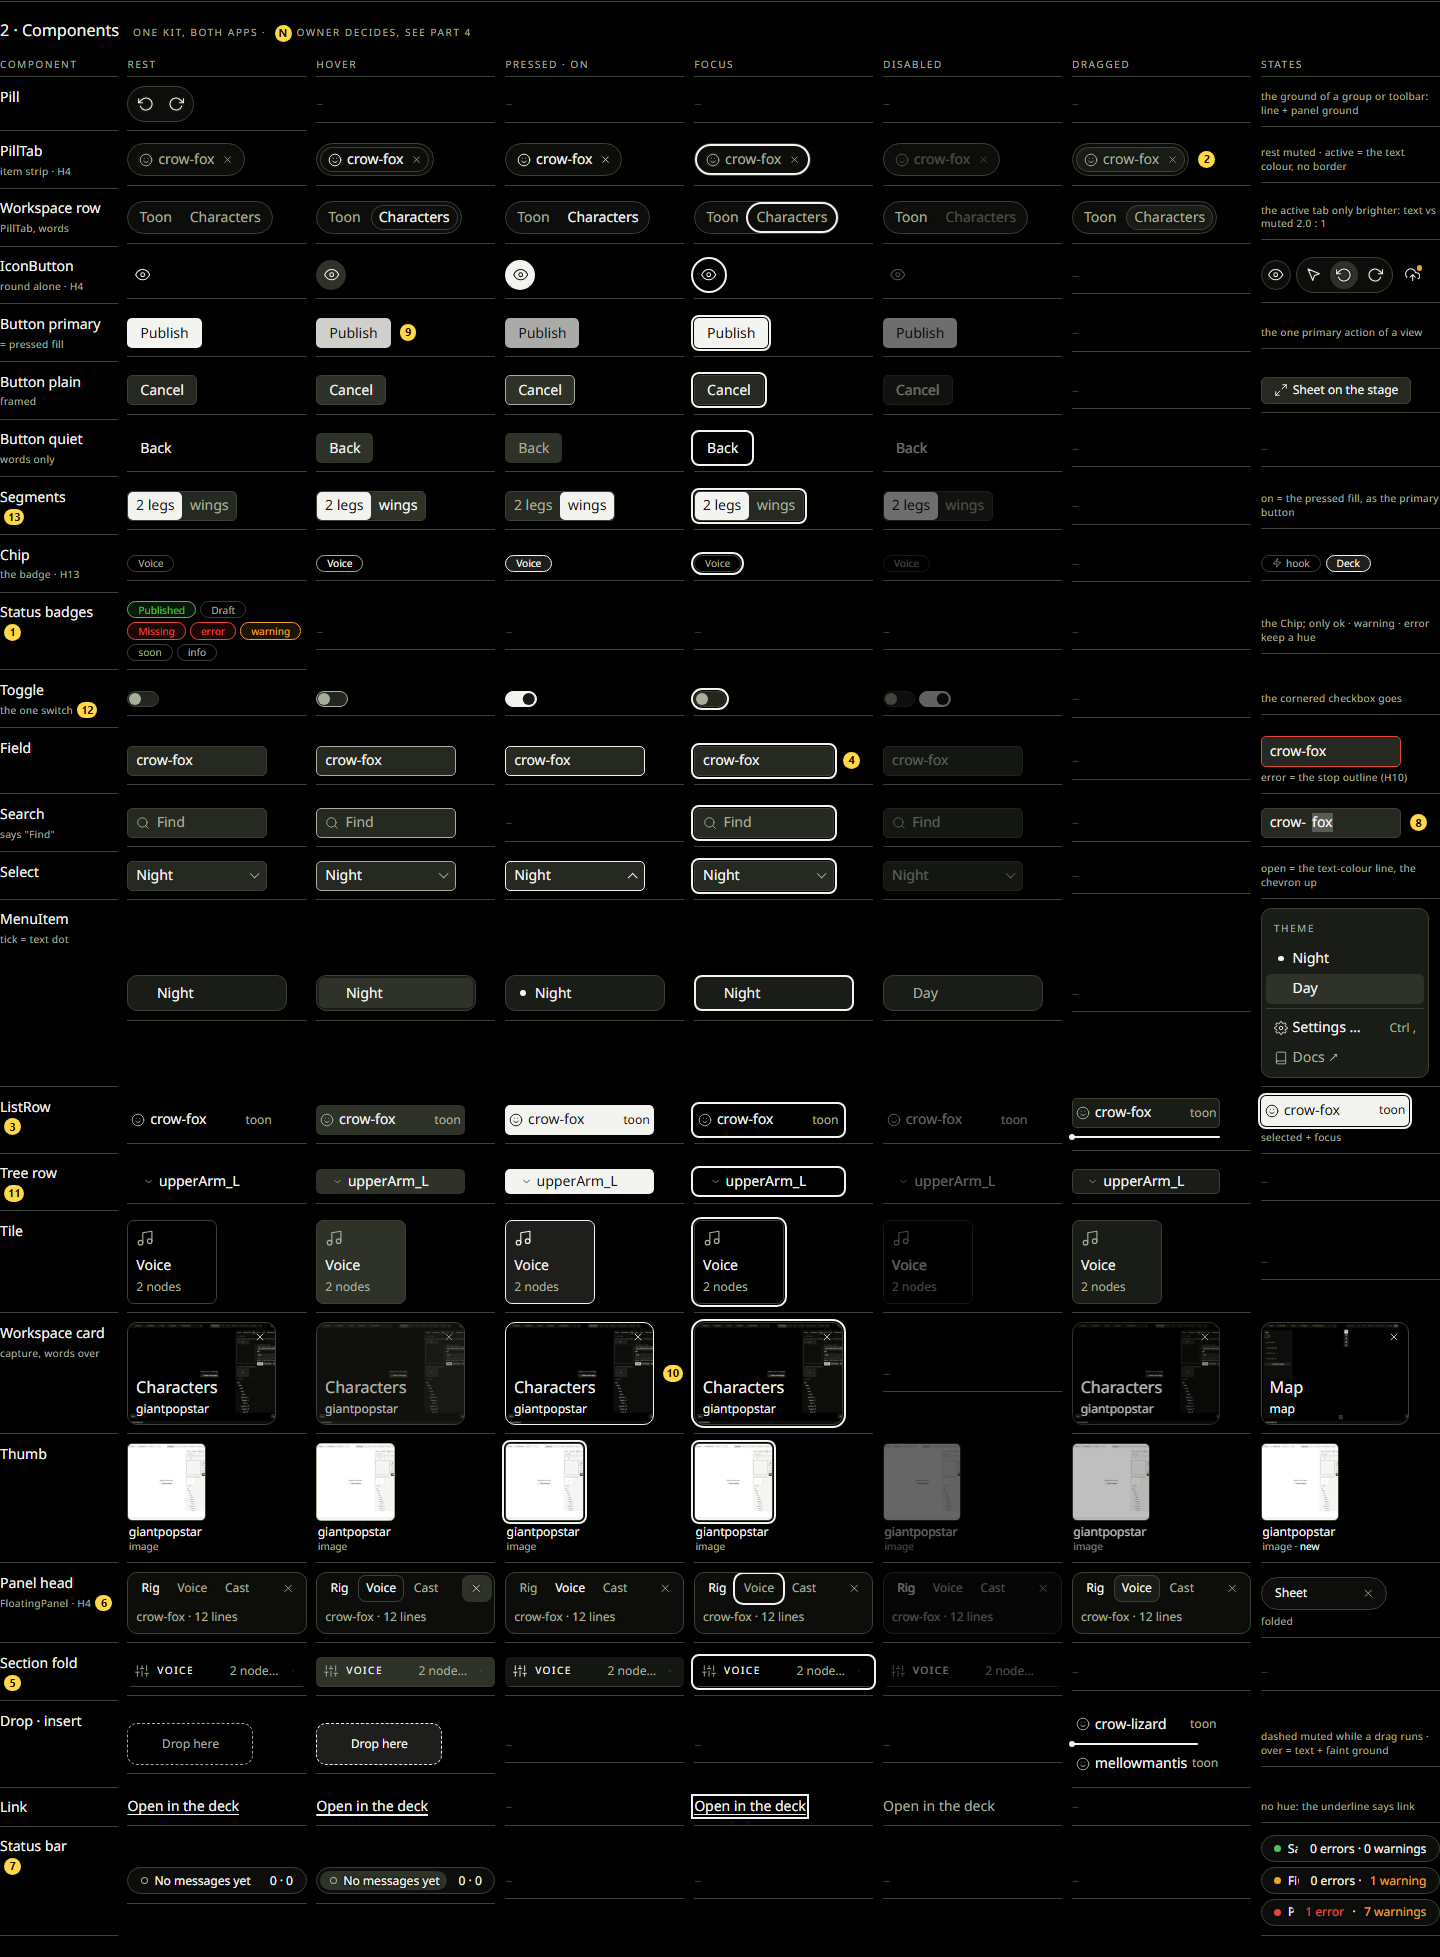 2 · Components ONE KIT, BOTH APPS · N OWNER DECIDES, SEE PART 4
COMPONENT REST HOVER PRESSED · ON FOCUS DISABLED DRAGGED STATES
Pill – – – – – the ground of a group or toolbar:
line + panel ground
PillTab crow-fox × crow-fox × crow-fox × crow-fox × crow-fox × crow-fox × 2 rest muted · active = the text
item strip · H4 colour, no border
Workspace row Toon Characters Toon Characters Toon Characters Toon Characters Toon Characters Toon Characters the active tab only brighter: text vs
PillTab, words muted 2.0 : 1
IconButton –
round alone · H4
Button primary Publish Publish 9 Publish Publish Publish – the one primary action of a view
= pressed fill
Button plain Cancel Cancel Cancel Cancel Cancel – Sheet on the stage
framed
Button quiet Back Back Back Back Back – –
words only
Segments 2 legs wings 2 legs wings 2 legs wings 2 legs wings 2 legs wings – on = the pressed fill, as the primary
13 button
Chip Voice Voice Voice Voice Voice – hook Deck
the badge · H13
Status badges Published Draft
1 Missing error warning – – – – – the Chip; only ok · warning · error
soon info keep a hue
Toggle – the cornered checkbox goes
the one switch 12
Field crow-fox crow-fox crow-fox crow-fox 4 crow-fox – crow-fox
error = the stop outline (H10)
Search Find Find – Find Find – crow- fox 8
says "Find"
Select Night Night Night Night Night – open = the text-colour line, the
chevron up
MenuItem THEME
tick = text dot Night
Night Night Night Night Day – Day
Settings ... Ctrl ,
Docs ↗
ListRow crow-fox toon crow-fox toon crow-fox toon crow-fox toon crow-fox toon crow-fox toon crow-fox toon
3 selected + focus
Tree row upperArm_L upperArm_L upperArm_L upperArm_L upperArm_L upperArm_L –
11
Tile Voice Voice Voice Voice Voice Voice –
2 nodes 2 nodes 2 nodes 2 nodes 2 nodes 2 nodes
Workspace card × × × × × ×
capture, words over 10 –
Characters Characters Characters Characters Characters Map
giantpopstar giantpopstar giantpopstar giantpopstar giantpopstar map
Thumb
giantpopstar giantpopstar giantpopstar giantpopstar giantpopstar giantpopstar giantpopstar
image image image image image image image · new
Panel head Rig Voice Cast × Rig Voice Cast × Rig Voice Cast × Rig Voice Cast × Rig Voice Cast × Rig Voice Cast × Sheet ×
FloatingPanel · H4 6 crow-fox · 12 lines crow-fox · 12 lines crow-fox · 12 lines crow-fox · 12 lines crow-fox · 12 lines crow-fox · 12 lines folded
Section fold VOICE 2 node... VOICE 2 node... VOICE 2 node... VOICE 2 node... VOICE 2 node... – –
5
Drop · insert crow-lizard toon
Drop here Drop here – – – dashed muted while a drag runs ·
over = text + faint ground
mellowmantis toon
Link Open in the deck Open in the deck – Open in the deck Open in the deck – no hue: the underline says link
Status bar 0 errors · 0 warnings
7 No messages yet 0 · 0 No messages yet 0 · 0 – – – – 0 errors · 1 warning
1 error · 7 warnings